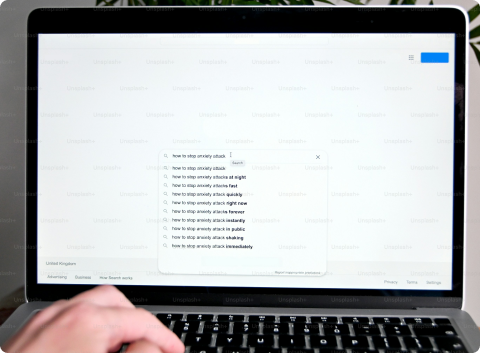 how to stop anxiety attack
Search
how to stop anxiety attack
how to stop anxiety attacks at night
how to stop anxiety attacks fast
how to stop anxiety attack quickly
how to stop anxiety attack right now
how to stop anxiety attacks forever
how to stop anxiety attack instantly
how to stop anxiety attack in public
how to stop anxiety attack shaking
how to stop anxiety attack immediately
United Kingdom
Advertising Business How Search works
Privacy Terms Settings